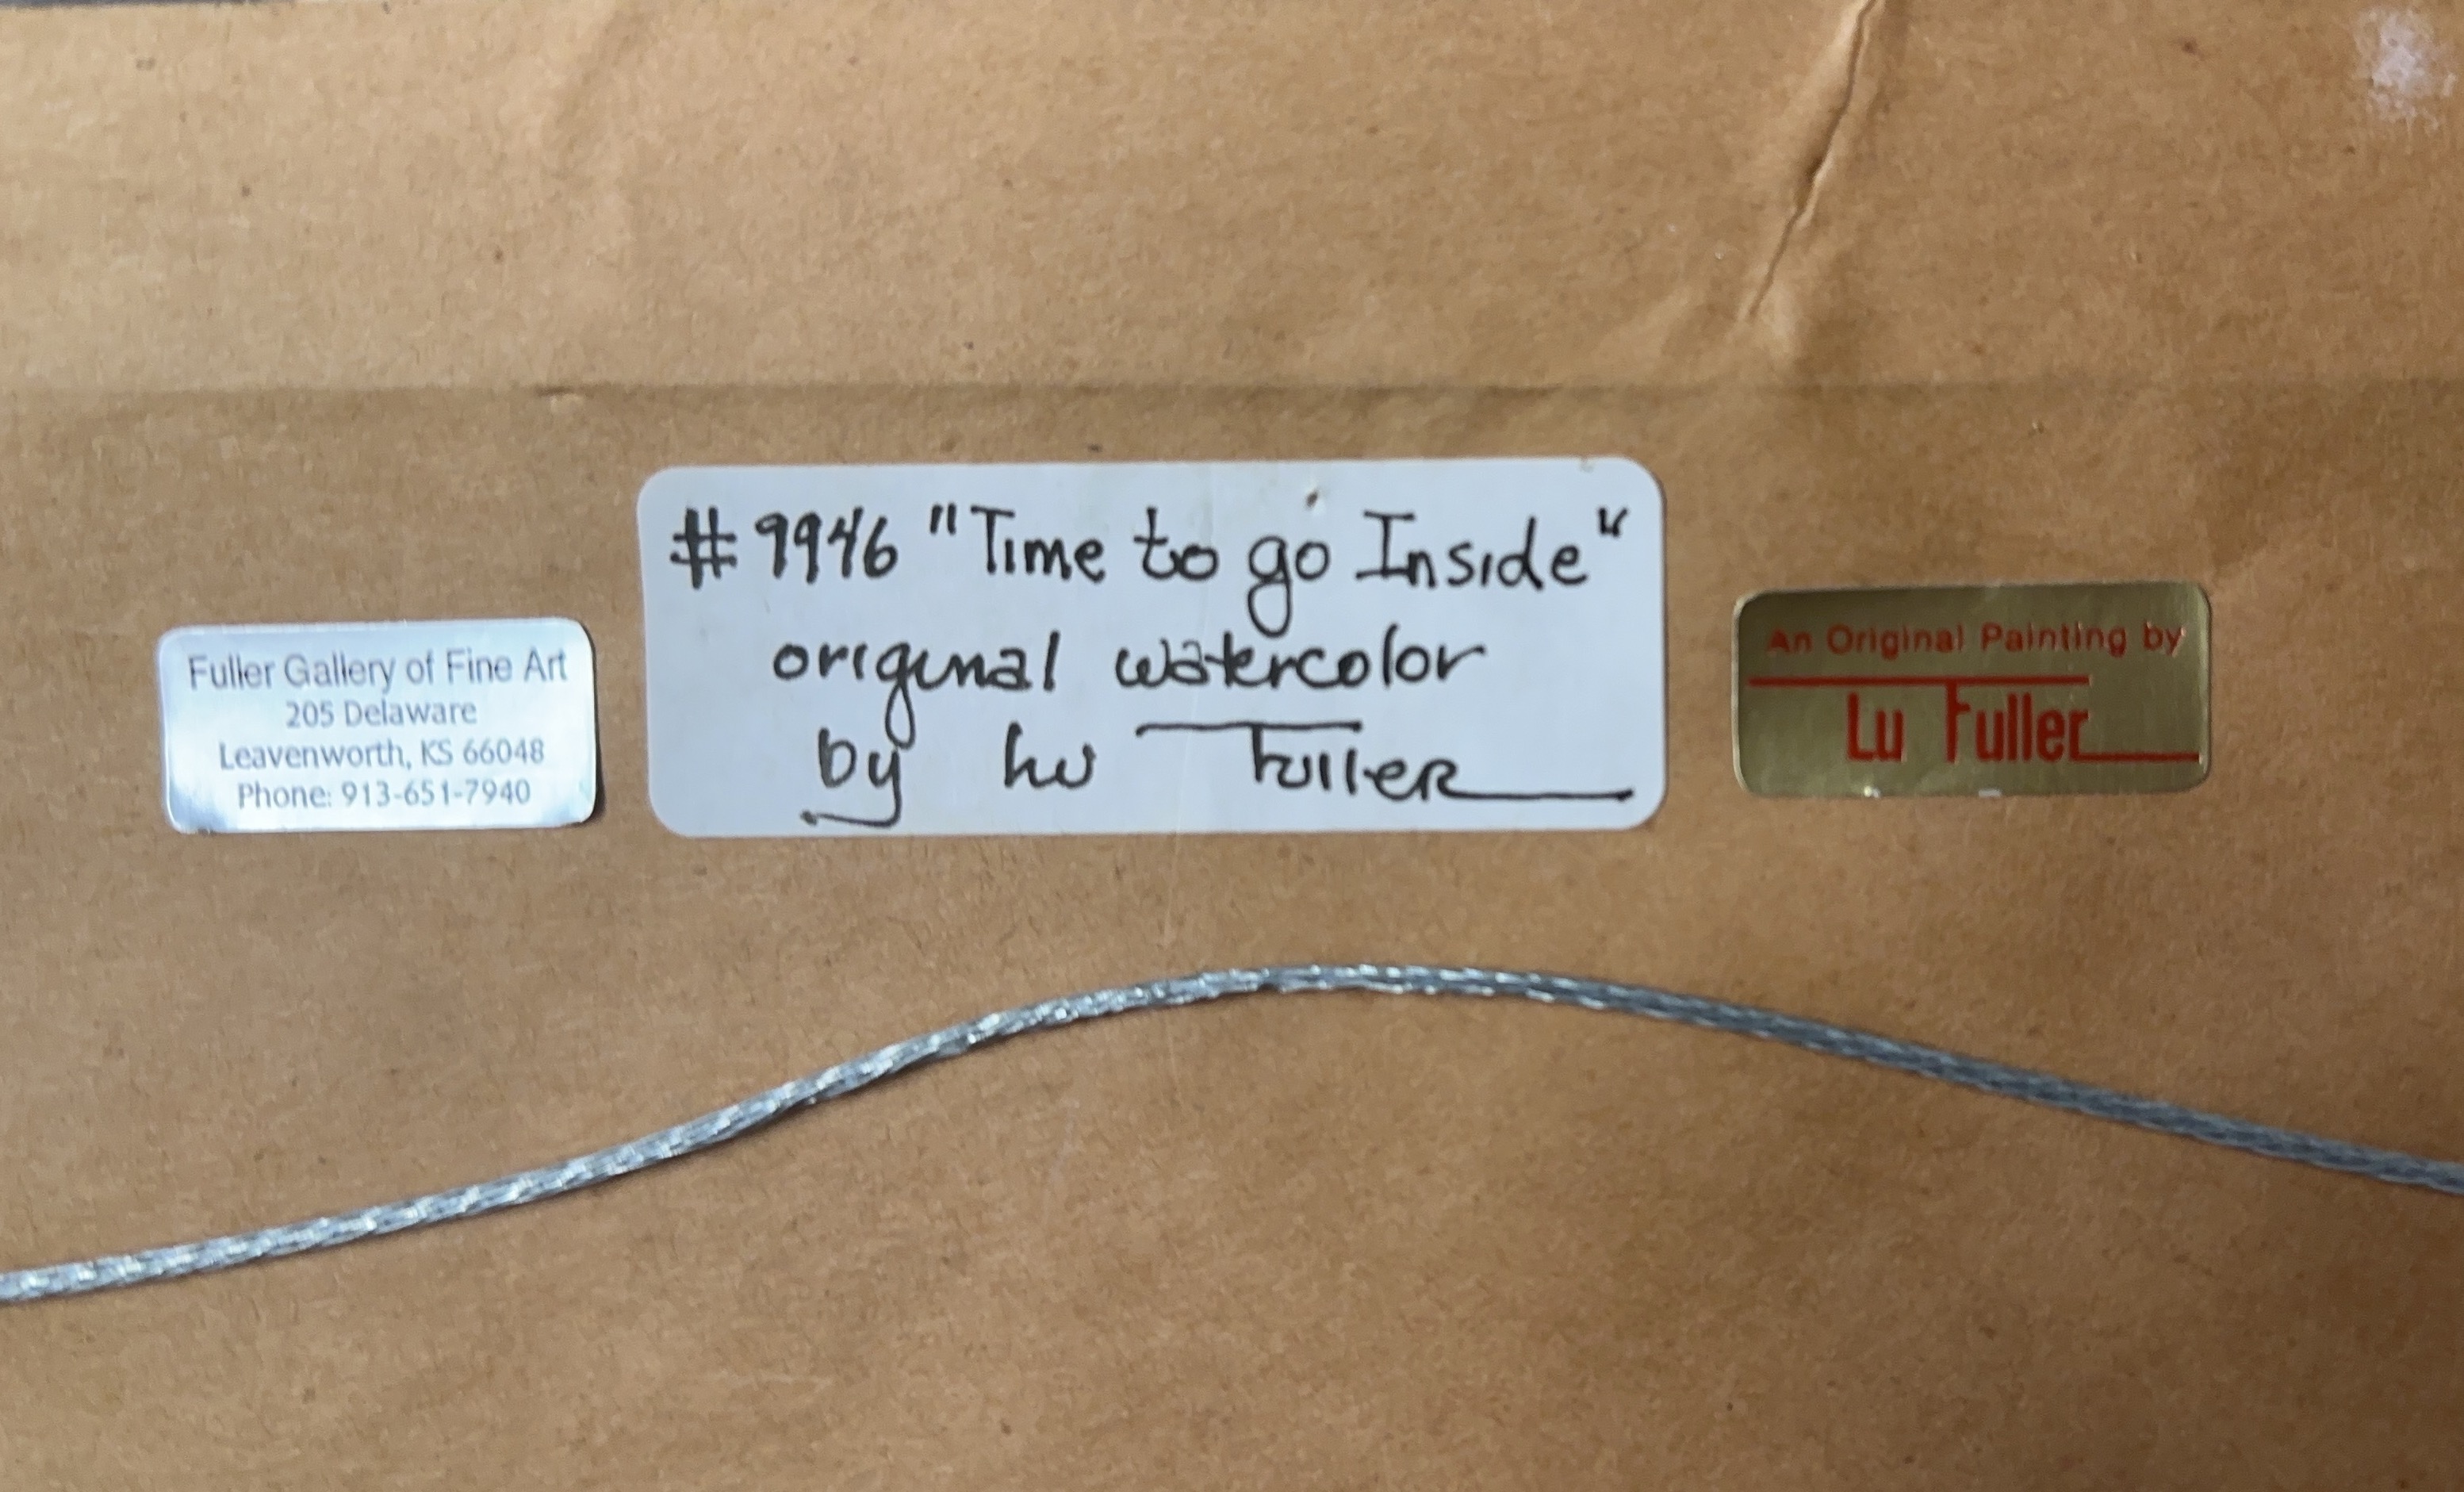 Fuller Gallery of Fine Art
205 Delaware
Leavenworth, KS 66048
Phone: 913-651-7940
#9946 "Time to go Inside"
original watercolor
by Lu Fuller
An Original Painting by
Lu Fuller